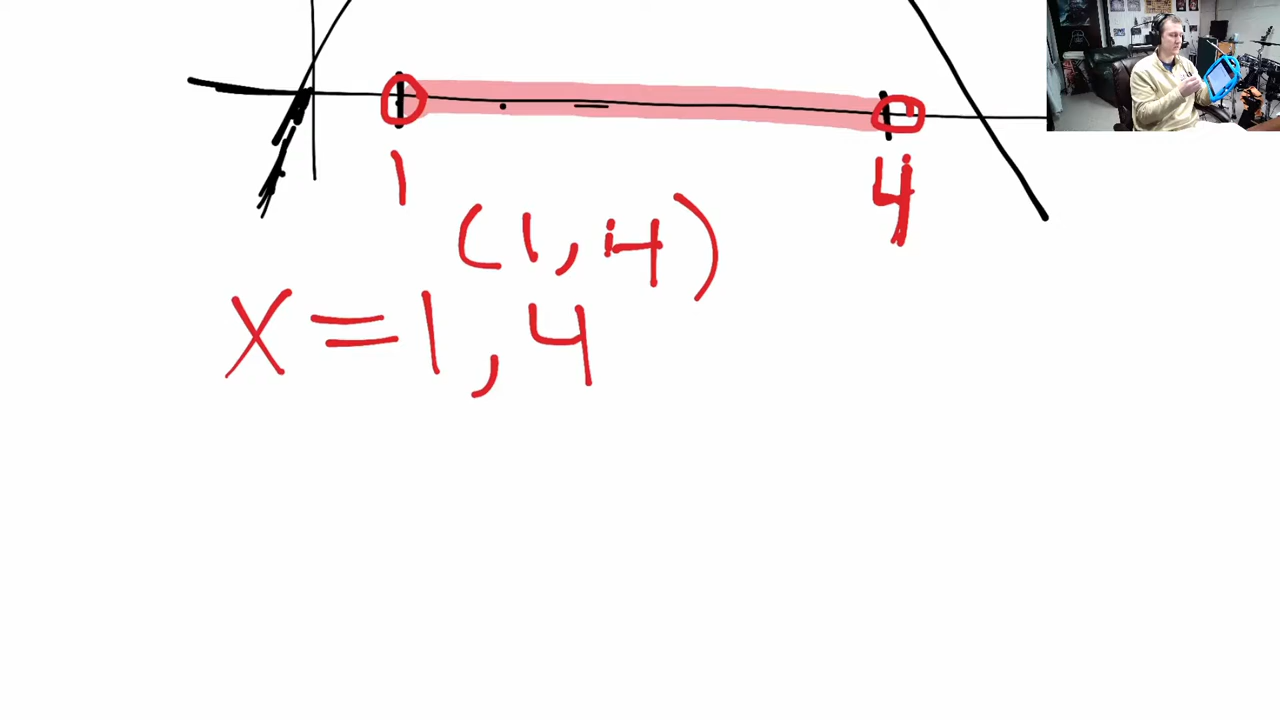 1 4
(1, 4)
x = 1, 4